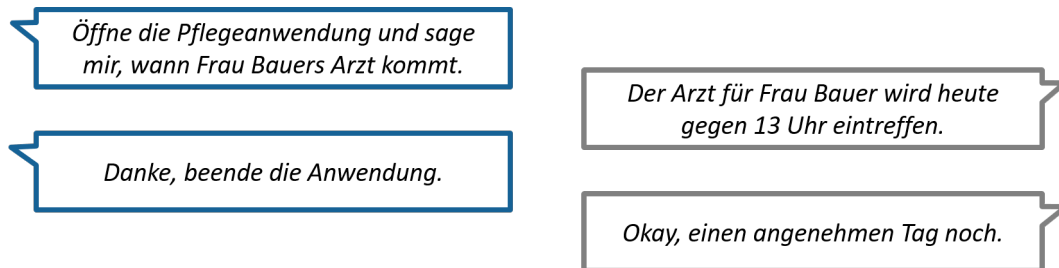 Öffne die Pflegeanwendung und sage
mir, wann Frau Bauers Arzt kommt.
Der Arzt für Frau Bauer wird heute
gegen 13 Uhr eintreffen.
Danke, beende die Anwendung.
Okay, einen angenehmen Tag noch.